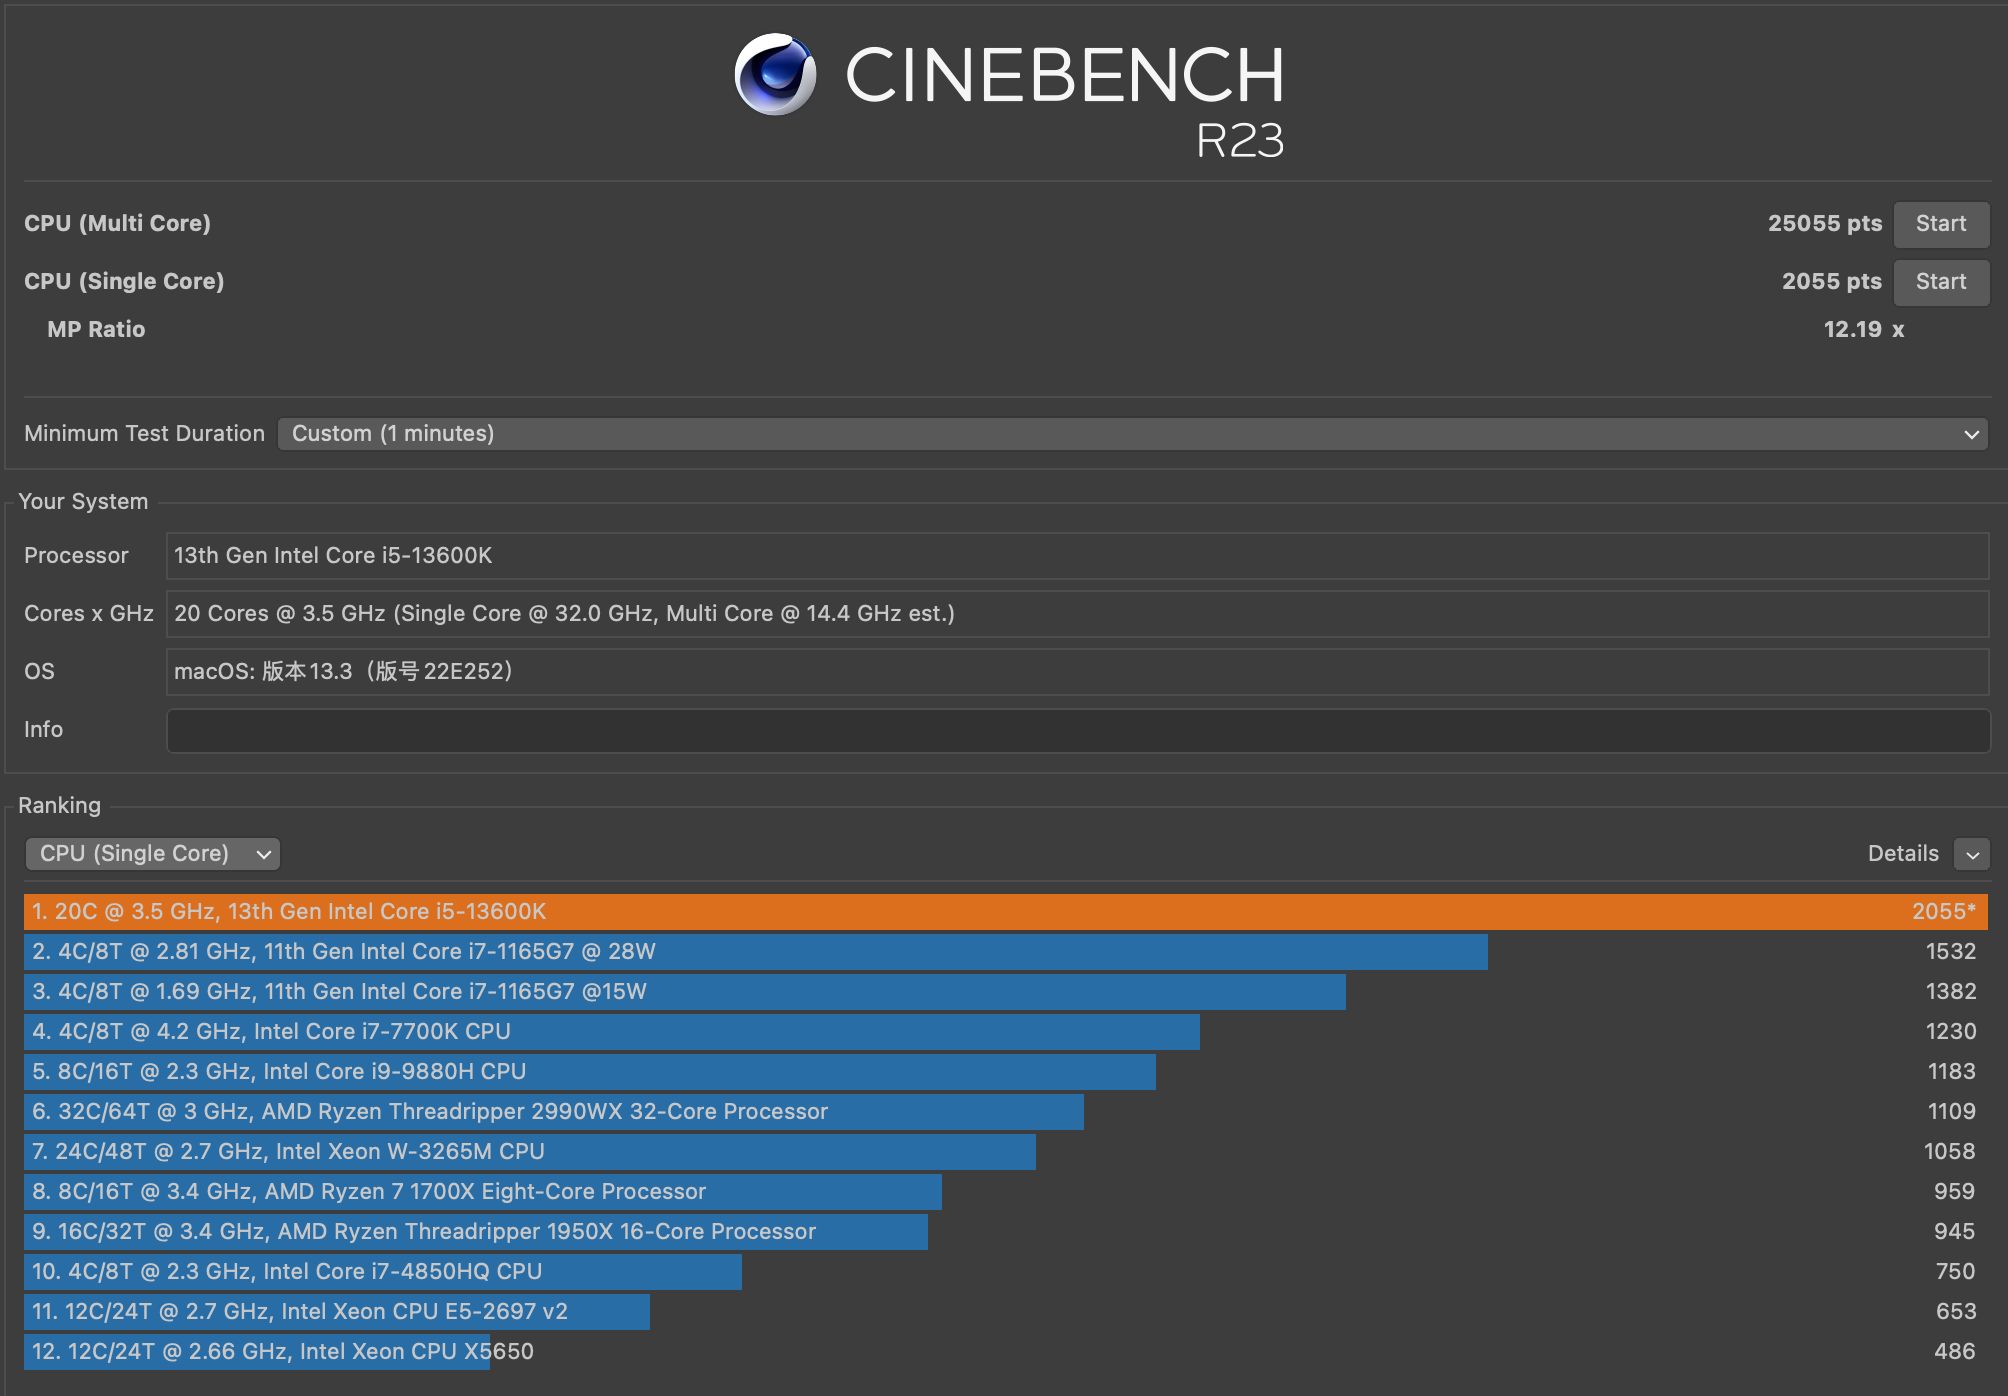 CINEBENCH
R23
CPU (Multi Core) 25055 pts Start
CPU (Single Core) 2055 pts Start
MP Ratio 12.19 x
Minimum Test Duration Custom (1 minutes)
Your System
Processor 13th Gen Intel Core i5-13600K
Cores x GHz 20 Cores @ 3.5 GHz (Single Core @ 32.0 GHz, Multi Core @ 14.4 GHz est.)
OS macOS: 版本13.3（版号22E252）
Info
Ranking
CPU (Single Core) Details
1. 20C @ 3.5 GHz, 13th Gen Intel Core i5-13600K 2055*
2. 4C/8T @ 2.81 GHz, 11th Gen Intel Core i7-1165G7 @ 28W 1532
3. 4C/8T @ 1.69 GHz, 11th Gen Intel Core i7-1165G7 @15W 1382
4. 4C/8T @ 4.2 GHz, Intel Core i7-7700K CPU 1230
5. 8C/16T @ 2.3 GHz, Intel Core i9-9880H CPU 1183
6. 32C/64T @ 3 GHz, AMD Ryzen Threadripper 2990WX 32-Core Processor 1109
7. 24C/48T @ 2.7 GHz, Intel Xeon W-3265M CPU 1058
8. 8C/16T @ 3.4 GHz, AMD Ryzen 7 1700X Eight-Core Processor 959
9. 16C/32T @ 3.4 GHz, AMD Ryzen Threadripper 1950X 16-Core Processor 945
10. 4C/8T @ 2.3 GHz, Intel Core i7-4850HQ CPU 750
11. 12C/24T @ 2.7 GHz, Intel Xeon CPU E5-2697 v2 653
12. 12C/24T @ 2.66 GHz, Intel Xeon CPU X5650 486